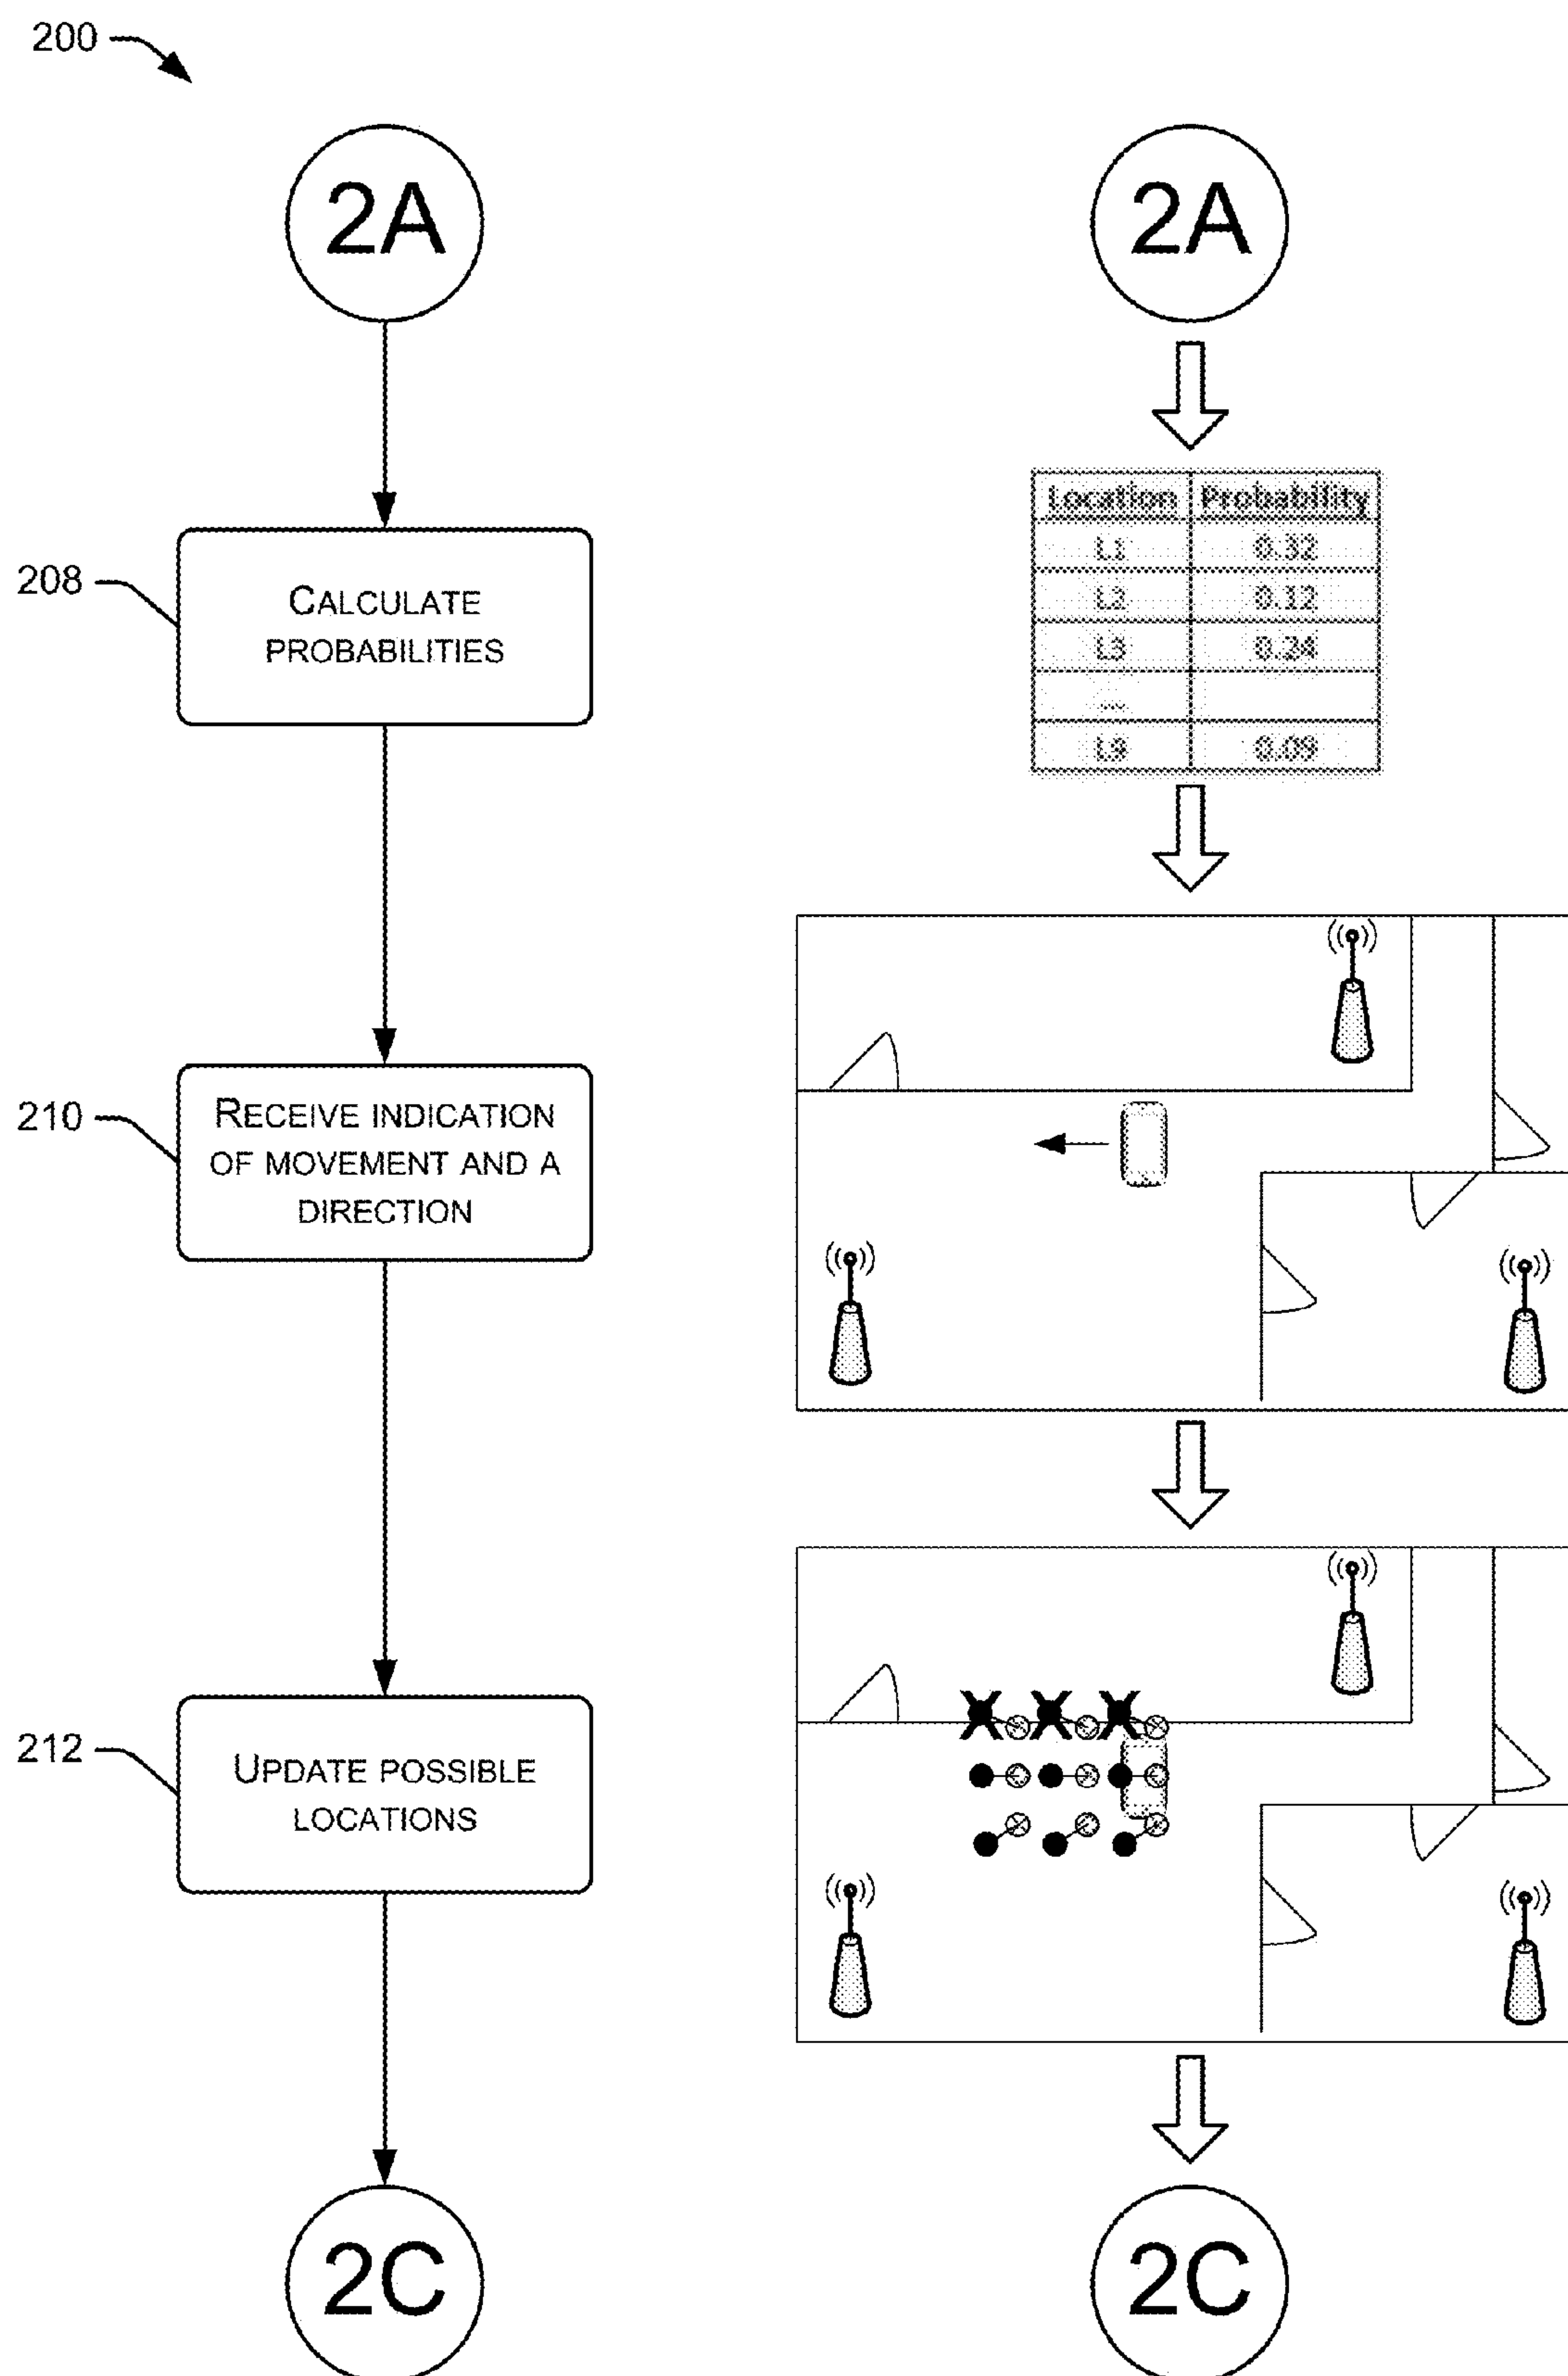 200
2A
2A
Location Probability
L1 0.32
L2 0.12
L3 0.24
...
L9 0.09
208
CALCULATE
PROBABILITIES
210
RECEIVE INDICATION
OF MOVEMENT AND A
DIRECTION
212
UPDATE POSSIBLE
LOCATIONS
2C
2C